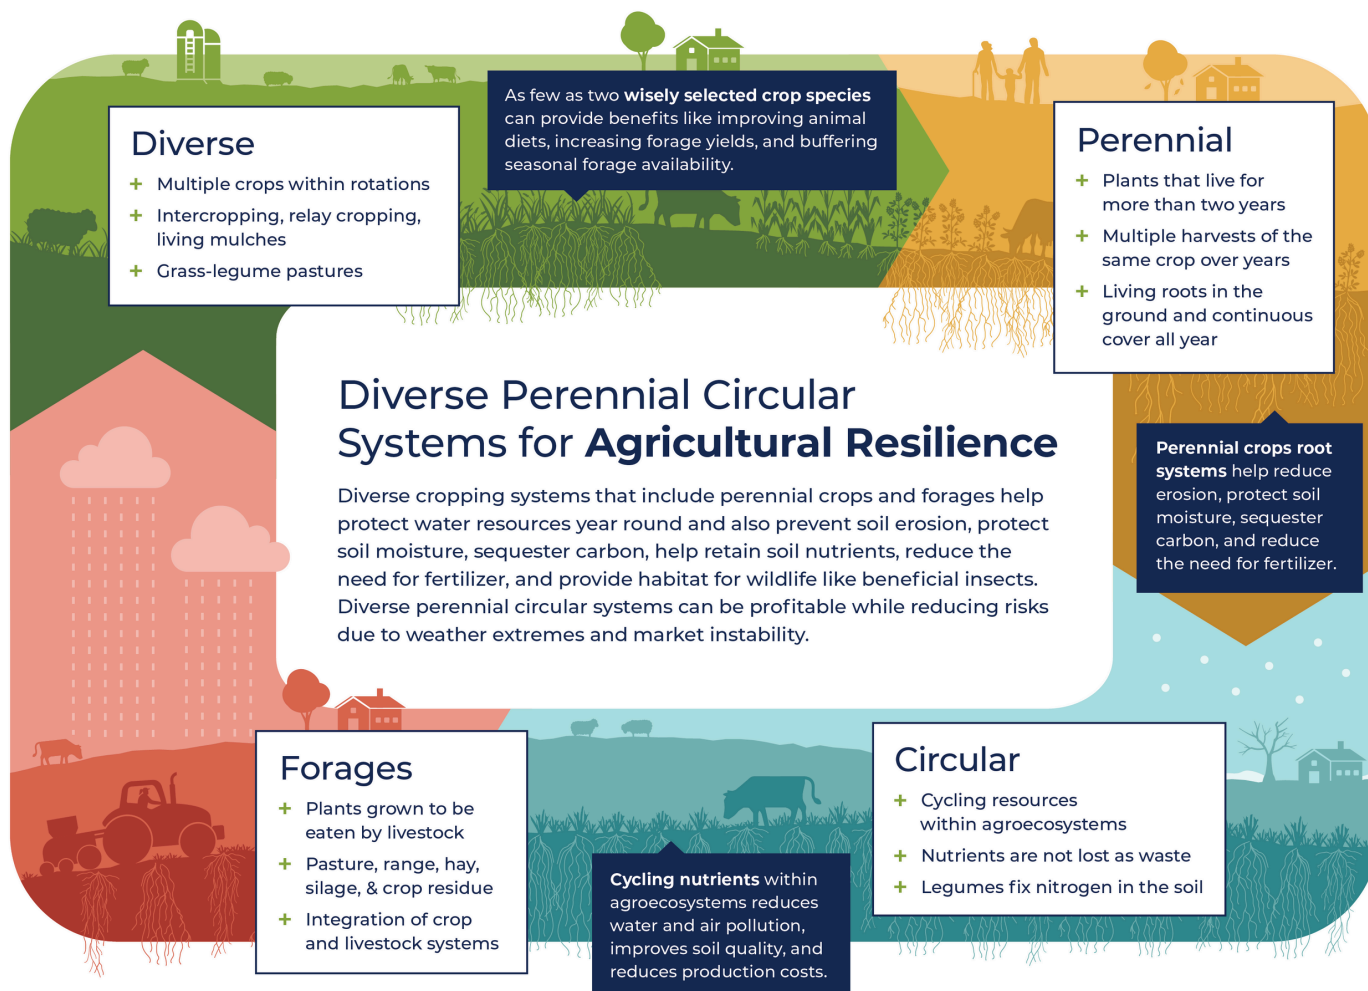 Diverse
+ Multiple crops within rotations
+ Intercropping, relay cropping,
living mulches
+ Grass-legume pastures
As few as two wisely selected crop species
can provide benefits like improving animal
diets, increasing forage yields, and buffering
seasonal forage availability.
Perennial
+ Plants that live for
more than two years
+ Multiple harvests of the
same crop over years
+ Living roots in the
ground and continuous
cover all year
Perennial crops root
systems help reduce
erosion, protect soil
moisture, sequester
carbon, and reduce
the need for fertilizer.
Diverse Perennial Circular
Systems for Agricultural Resilience
Diverse cropping systems that include perennial crops and forages help
protect water resources year round and also prevent soil erosion, protect
soil moisture, sequester carbon, help retain soil nutrients, reduce the
need for fertilizer, and provide habitat for wildlife like beneficial insects.
Diverse perennial circular systems can be profitable while reducing risks
due to weather extremes and market instability.
Forages
+ Plants grown to be
eaten by livestock
+ Pasture, range, hay,
silage, & crop residue
+ Integration of crop
and livestock systems
Cycling nutrients within
agroecosystems reduces
water and air pollution,
improves soil quality, and
reduces production costs.
Circular
+ Cycling resources
within agroecosystems
+ Nutrients are not lost as waste
+ Legumes fix nitrogen in the soil